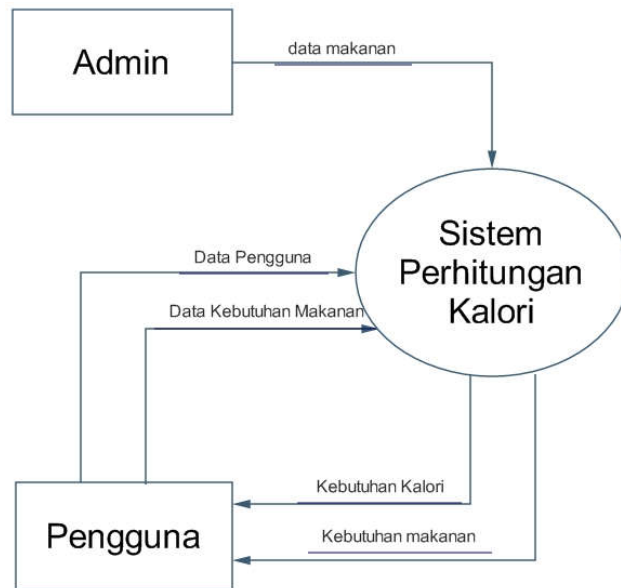 Admin
data makanan
Sistem
Perhitungan
Kalori
Data Pengguna
Data Kebutuhan Makanan
Kebutuhan Kalori
Pengguna
Kebutuhan makanan